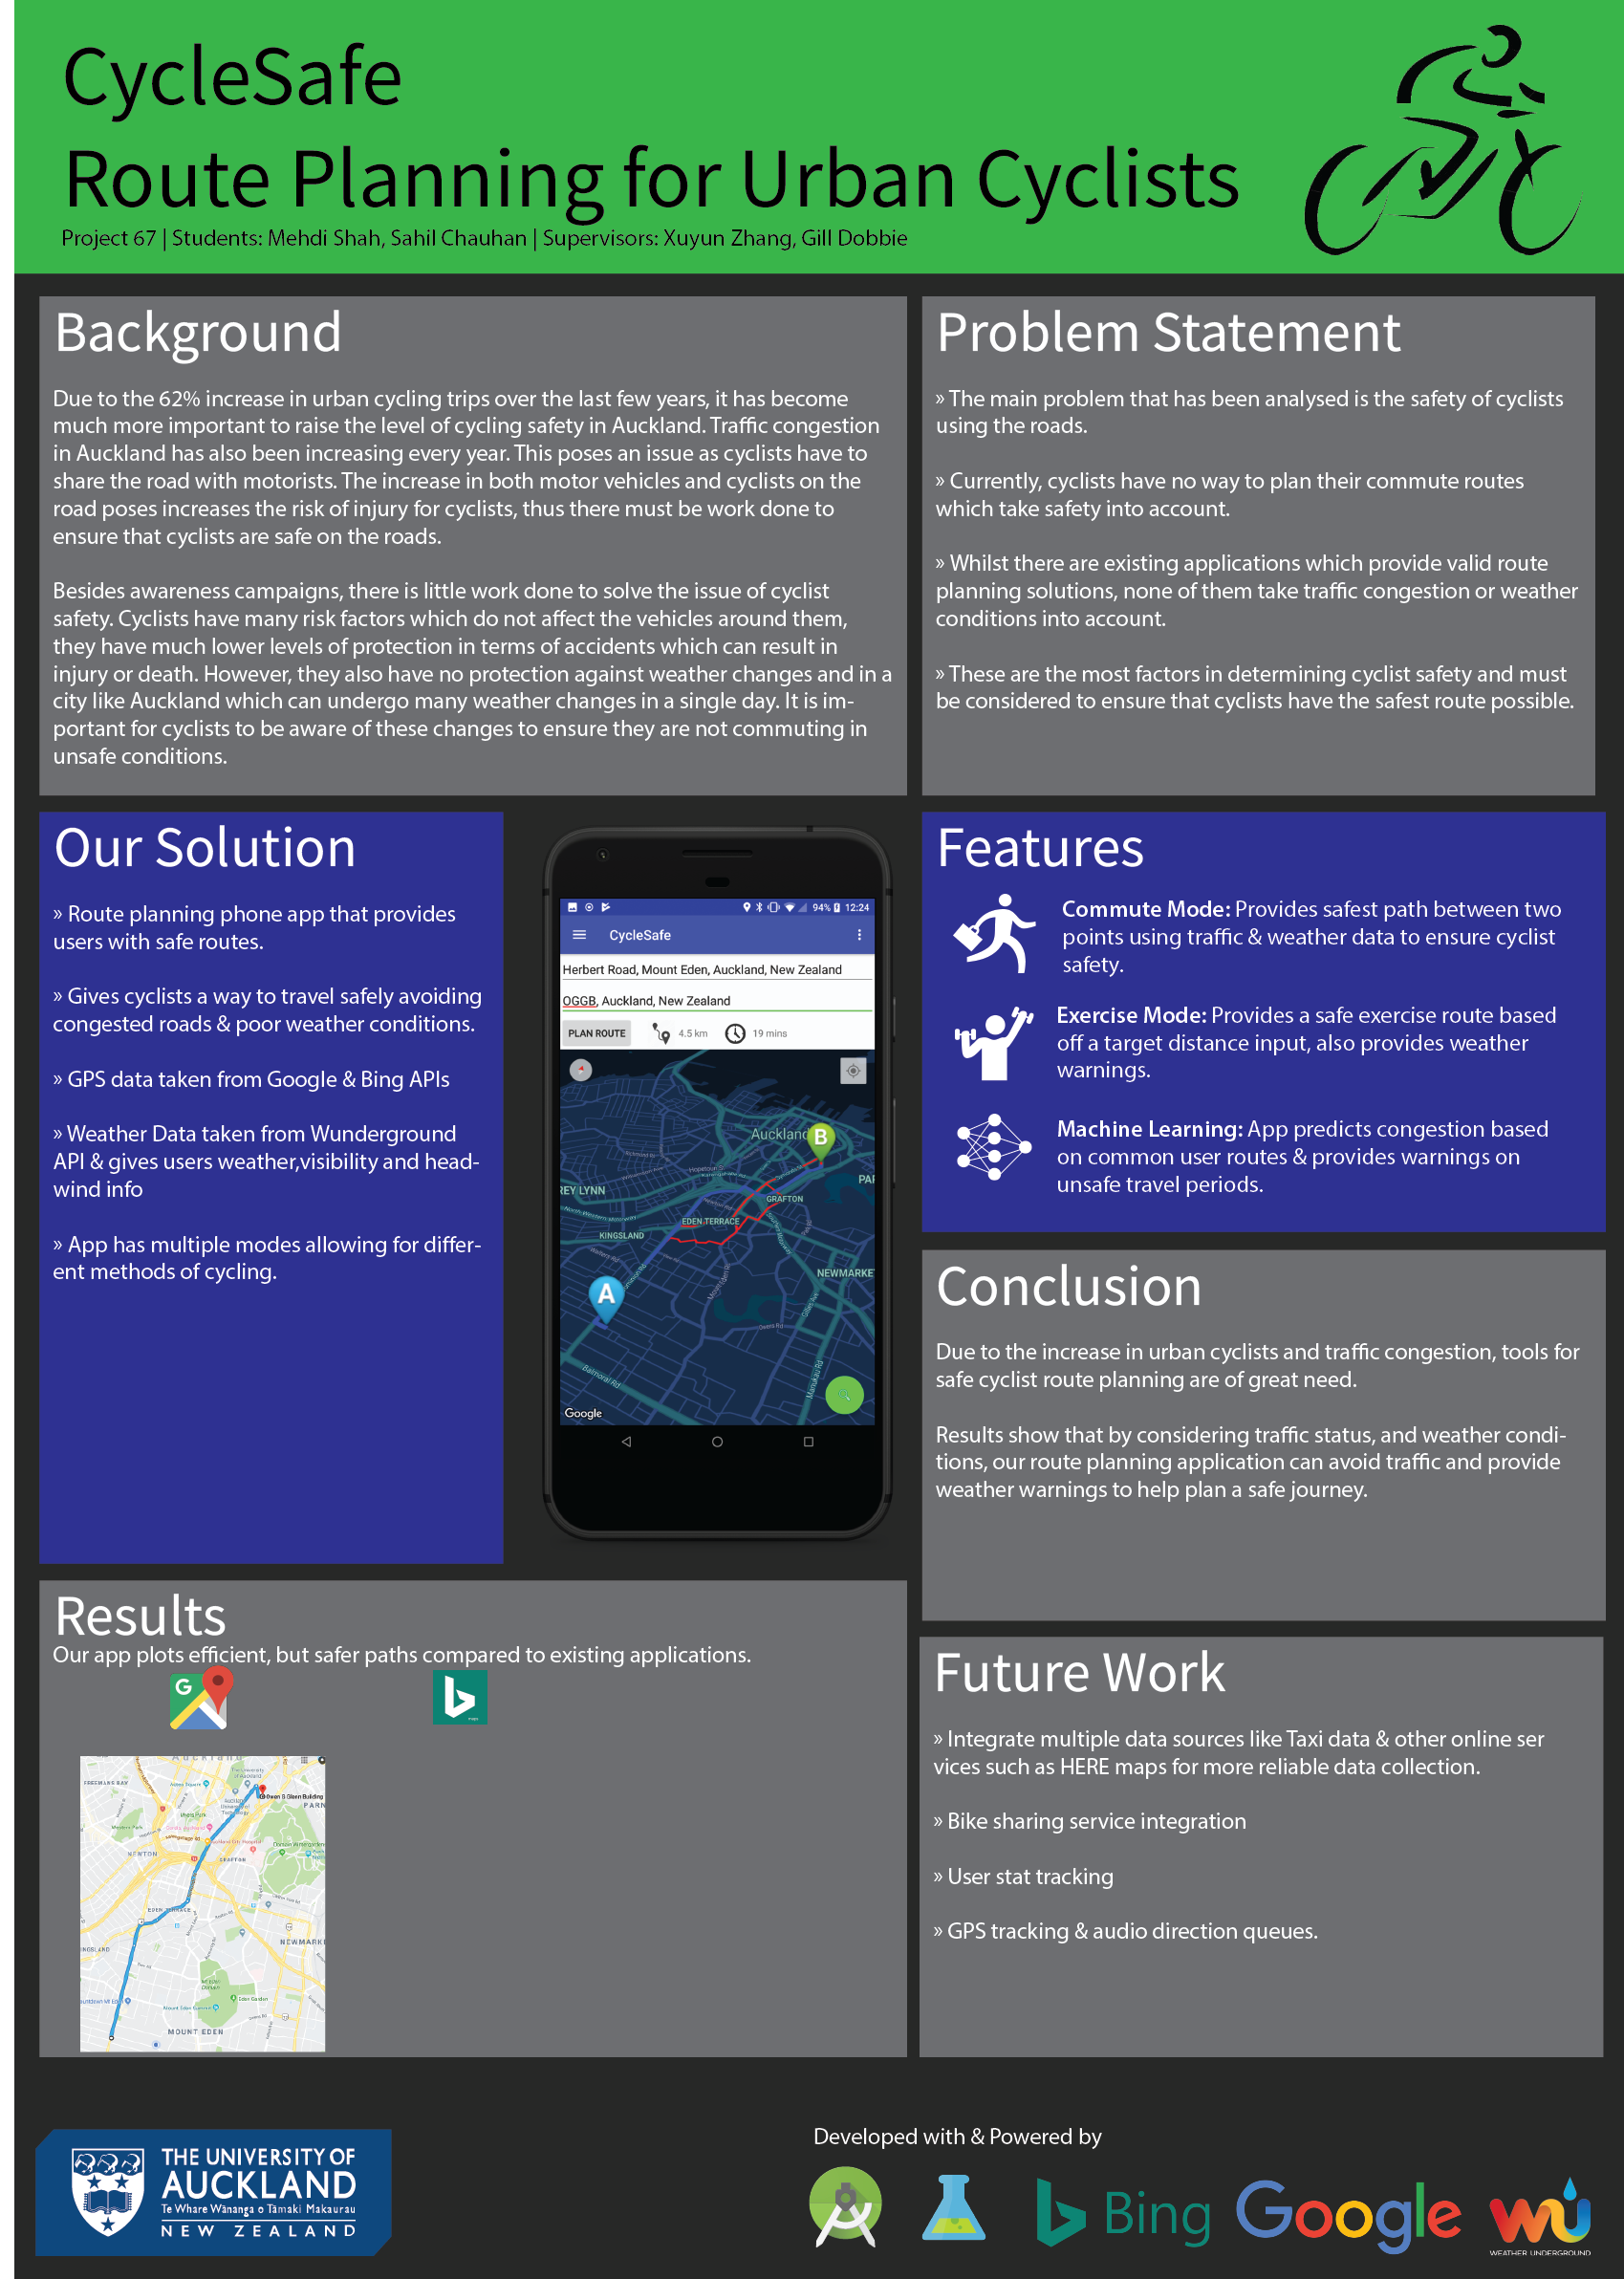 CycleSafe
Route Planning for Urban Cyclists
Project 67 | Students: Mehdi Shah, Sahil Chauhan | Supervisors: Xuyun Zhang, Gill Dobbie
Background
Due to the 62% increase in urban cycling trips over the last few years, it has become
much more important to raise the level of cycling safety in Auckland. Traffic congestion
in Auckland has also been increasing every year. This poses an issue as cyclists have to
share the road with motorists. The increase in both motor vehicles and cyclists on the
road poses increases the risk of injury for cyclists, thus there must be work done to
ensure that cyclists are safe on the roads.
Besides awareness campaigns, there is little work done to solve the issue of cyclist
safety. Cyclists have many risk factors which do not affect the vehicles around them,
they have much lower levels of protection in terms of accidents which can result in
injury or death. However, they also have no protection against weather changes and in a
city like Auckland which can undergo many weather changes in a single day. It is im-
portant for cyclists to be aware of these changes to ensure they are not commuting in
unsafe conditions.
Problem Statement
» The main problem that has been analysed is the safety of cyclists
using the roads.
» Currently, cyclists have no way to plan their commute routes
which take safety into account.
» Whilst there are existing applications which provide valid route
planning solutions, none of them take traffic congestion or weather
conditions into account.
» These are the most factors in determining cyclist safety and must
be considered to ensure that cyclists have the safest route possible.
Our Solution
» Route planning phone app that provides
users with safe routes.
» Gives cyclists a way to travel safely avoiding
congested roads & poor weather conditions.
» GPS data taken from Google & Bing APIs
» Weather Data taken from Wunderground
API & gives users weather,visibility and head-
wind info
» App has multiple modes allowing for differ-
ent methods of cycling.
94% 12:24
CycleSafe
Herbert Road, Mount Eden, Auckland, New Zealand
OGGB, Auckland, New Zealand
PLAN ROUTE 4.5 km 19 mins
Auckland B
REY LYNN
PAR
GRAFTON
EDEN TERRACE
KINGSLAND
NEWMARKE
A
Balmoral Rd
Manukau Rd
Google
Features
Commute Mode: Provides safest path between two
points using traffic & weather data to ensure cyclist
safety.
Exercise Mode: Provides a safe exercise route based
off a target distance input, also provides weather
warnings.
Machine Learning: App predicts congestion based
on common user routes & provides warnings on
unsafe travel periods.
Conclusion
Due to the increase in urban cyclists and traffic congestion, tools for
safe cyclist route planning are of great need.
Results show that by considering traffic status, and weather condi-
tions, our route planning application can avoid traffic and provide
weather warnings to help plan a safe journey.
Results
Our app plots efficient, but safer paths compared to existing applications.
G
FREEMANS BAY
Owen G Glenn Building
PARN
NEWTON
GRAFTON
EDEN TERRACE
NGSLAND
NEWMARK
Eden Garden
MOUNT EDEN
Future Work
» Integrate multiple data sources like Taxi data & other online ser
vices such as HERE maps for more reliable data collection.
» Bike sharing service integration
» User stat tracking
» GPS tracking & audio direction queues.
THE UNIVERSITY OF
AUCKLAND
Te Whare Wānanga o Tāmaki Makaurau
NEW ZEALAND
Developed with & Powered by
Bing
Google
wu
WEATHER UNDERGROUND